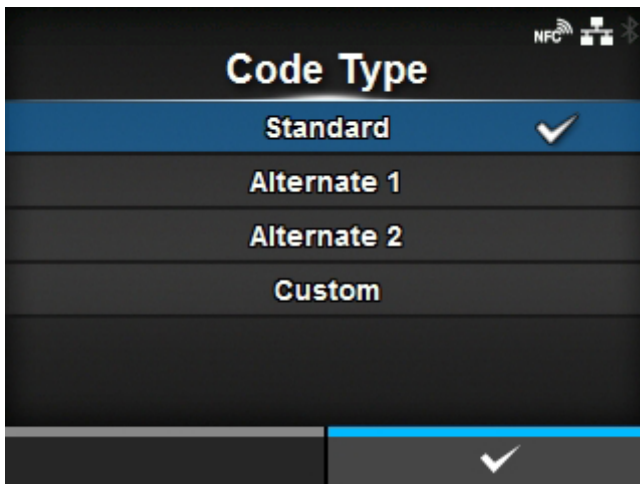 NFC
Code Type
Standard
Alternate 1
Alternate 2
Custom